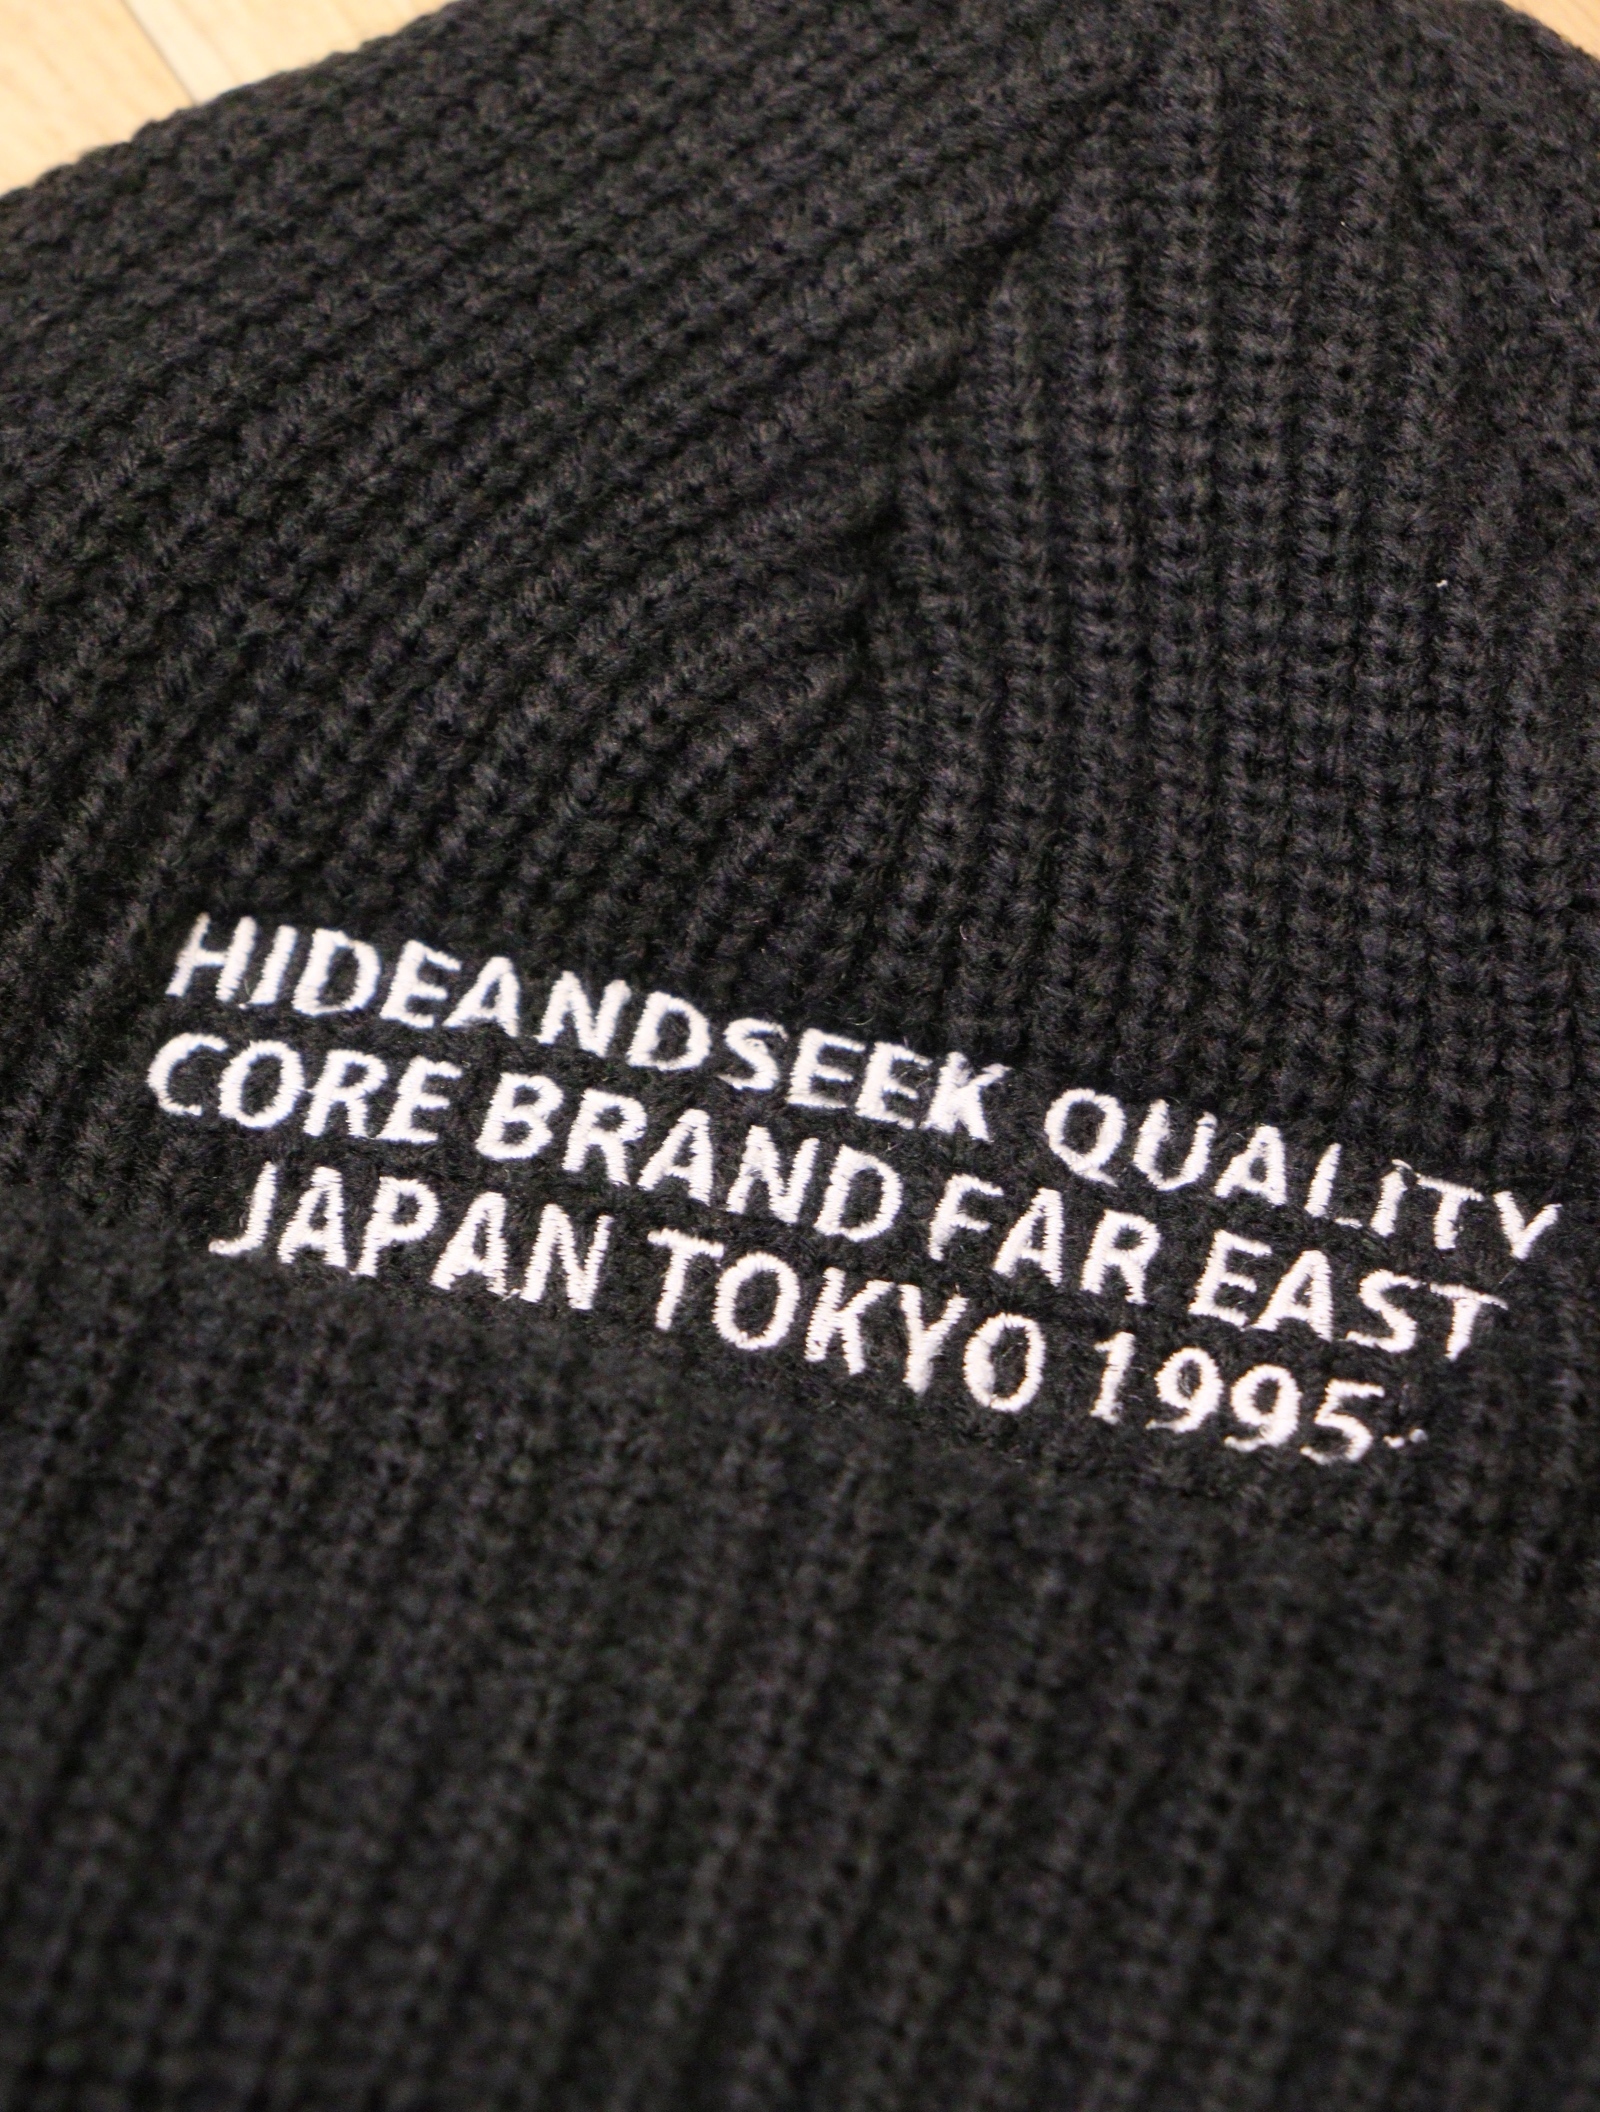 HIDEANDSEEK QUALITY
CORE BRAND FAR EAST
JAPAN TOKYO 1995-